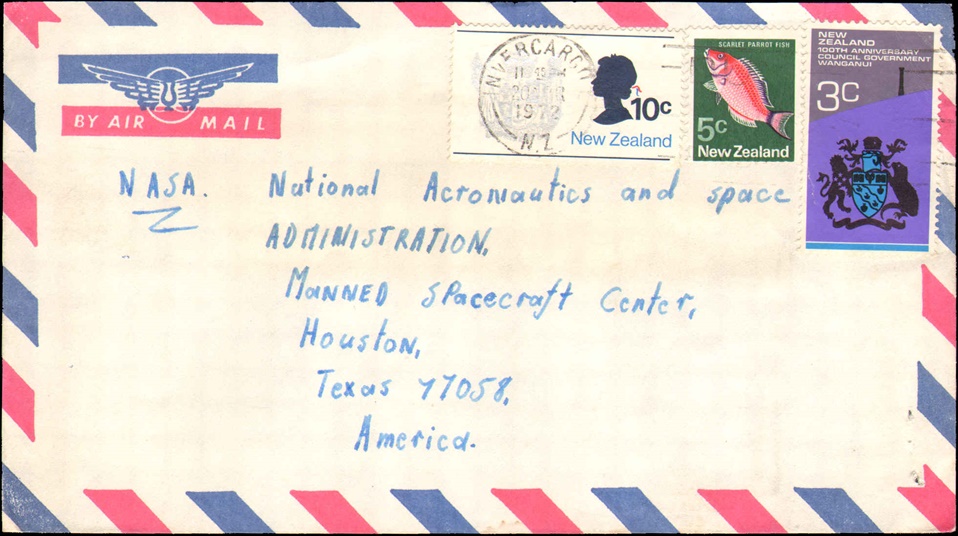 BY AIR MAIL
INVERCARGILL
20
1972
N.Z.
10c
New Zealand
SCARLET PARROT FISH
5c
New Zealand
NEW
ZEALAND
100TH ANNIVERSARY
COUNCIL GOVERNMENT
WANGANUI
3c
NASA. National Aeronautics and space
ADMINISTRATION,
MANNED spacecraft Center,
Houston,
Texas 77058,
America.